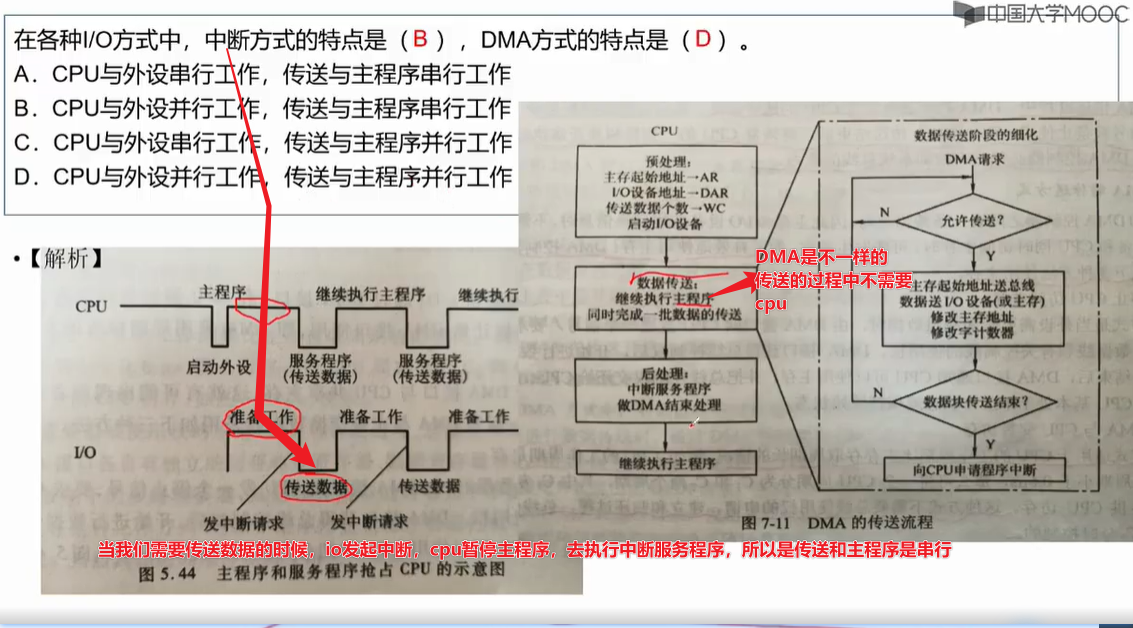 中国大学MOOC
在各种I/O方式中，中断方式的特点是（B），DMA方式的特点是（D）。
A．CPU与外设串行工作，传送与主程序串行工作
B．CPU与外设并行工作，传送与主程序串行工作
C．CPU与外设串行工作，传送与主程序并行工作
D．CPU与外设并行工作，传送与主程序并行工作
•【解析】
CPU
主程序
继续执行主程序
继续执行
启动外设
服务程序
（传送数据）
服务程序
（传送数据）
准备工作
准备工作
准备工作
I/O
传送数据
传送数据
发中断请求
发中断请求
当我们需要传送数据的时候，io发起中断，cpu暂停主程序，去执行中断服务程序，所以是传送和主程序是串行
图 5.44 主程序和服务程序抢占 CPU 的示意图
CPU
预处理：
主存起始地址→AR
I/O设备地址→DAR
传送数据个数→WC
启动I/O设备
数据传送：
继续执行主程序
同时完成一批数据的传送
DMA是不一样的
传送的过程中不需要
cpu
后处理：
中断服务程序
做DMA结束处理
继续执行主程序
数据传送阶段的细化
DMA请求
允许传送？
N
Y
主存起始地址送总线
数据送 I/O 设备(或主存)
修改主存地址
修改字计数器
数据块传送结束？
N
Y
向CPU申请程序中断
图 7-11 DMA 的传送流程